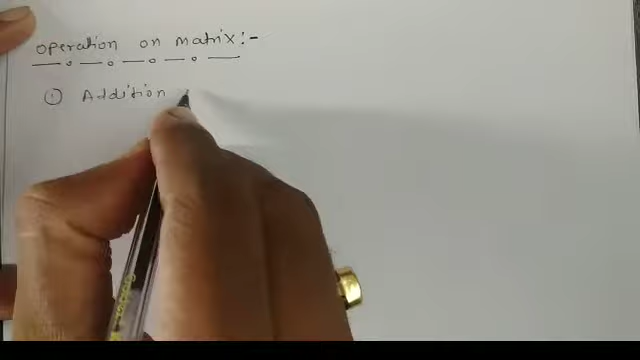 Operation on matrix:-
① Addition